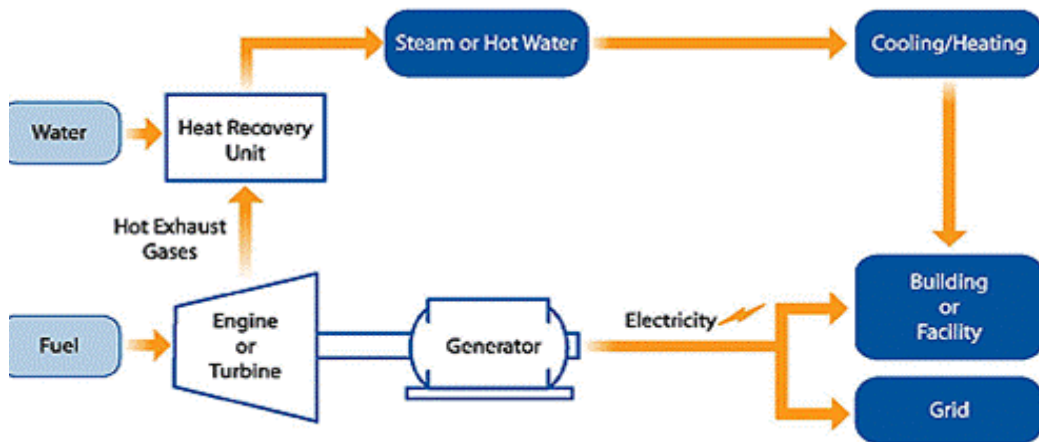 Steam or Hot Water
Cooling/Heating
Water
Heat Recovery
Unit
Hot Exhaust
Gases
Fuel
Engine
or
Turbine
Generator
Electricity
Building
or
Facility
Grid